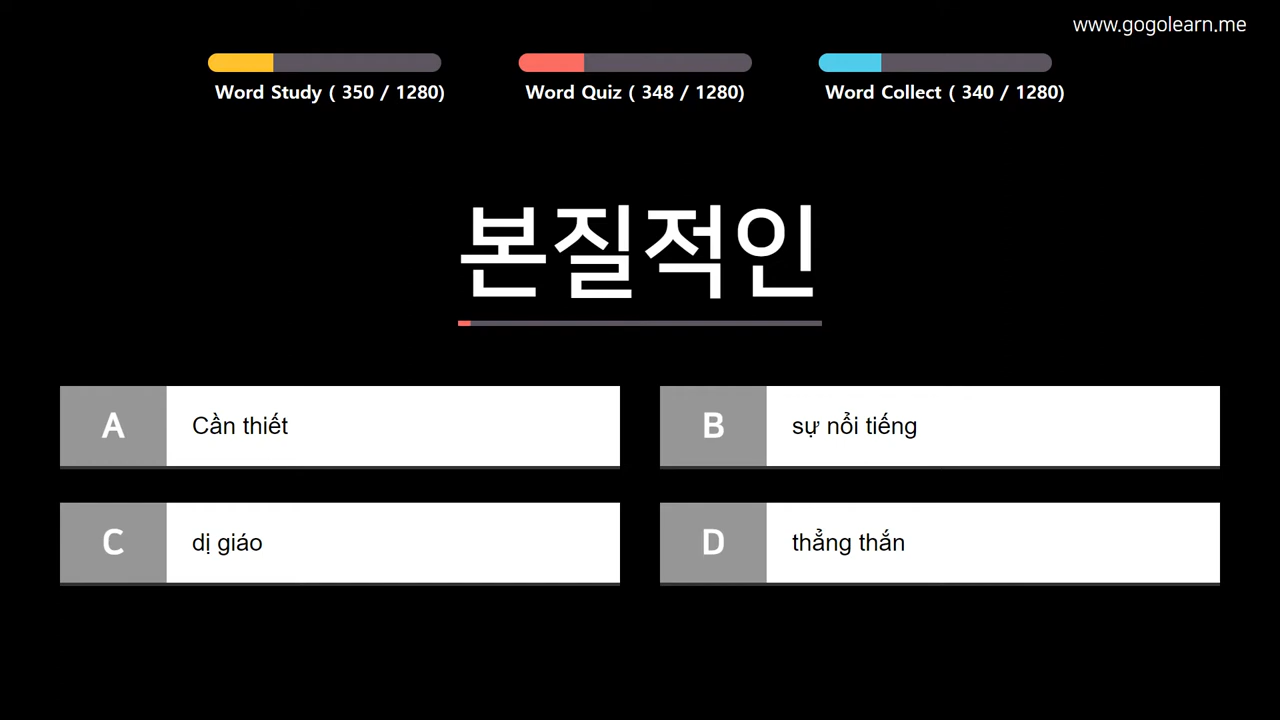 www.gogolearn.me
Word Study ( 350 / 1280)
Word Quiz ( 348 / 1280)
Word Collect ( 340 / 1280)
본질적인
A Cần thiết
B sự nổi tiếng
C dị giáo
D thẳng thắn